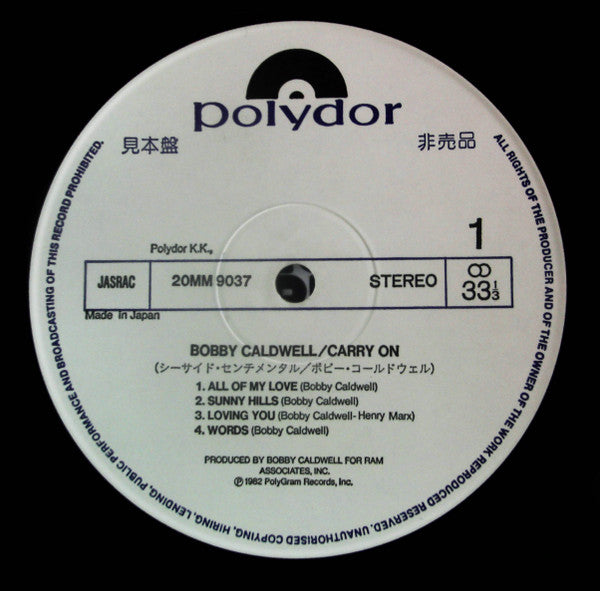 polydor
見本盤
非売品
1
Polydor K.K.,
JASRAC
20MM 9037
STEREO
33⅓
Made in Japan
BOBBY CALDWELL/CARRY ON
(シーサイド・センチメンタル/ボビー・コールドウェル)
1. ALL OF MY LOVE (Bobby Caldwell)
2. SUNNY HILLS (Bobby Caldwell)
3. LOVING YOU (Bobby Caldwell- Henry Marx)
4. WORDS (Bobby Caldwell)
PRODUCED BY BOBBY CALDWELL FOR RAM
ASSOCIATES, INC.
℗1982 PolyGram Records, Inc.
ALL RIGHTS OF THE PRODUCER AND OF THE OWNER OF THE WORK REPRODUCED RESERVED. UNAUTHORISED COPYING, HIRING, LENDING, PUBLIC PERFORMANCE AND BROADCASTING OF THIS RECORD PROHIBITED.